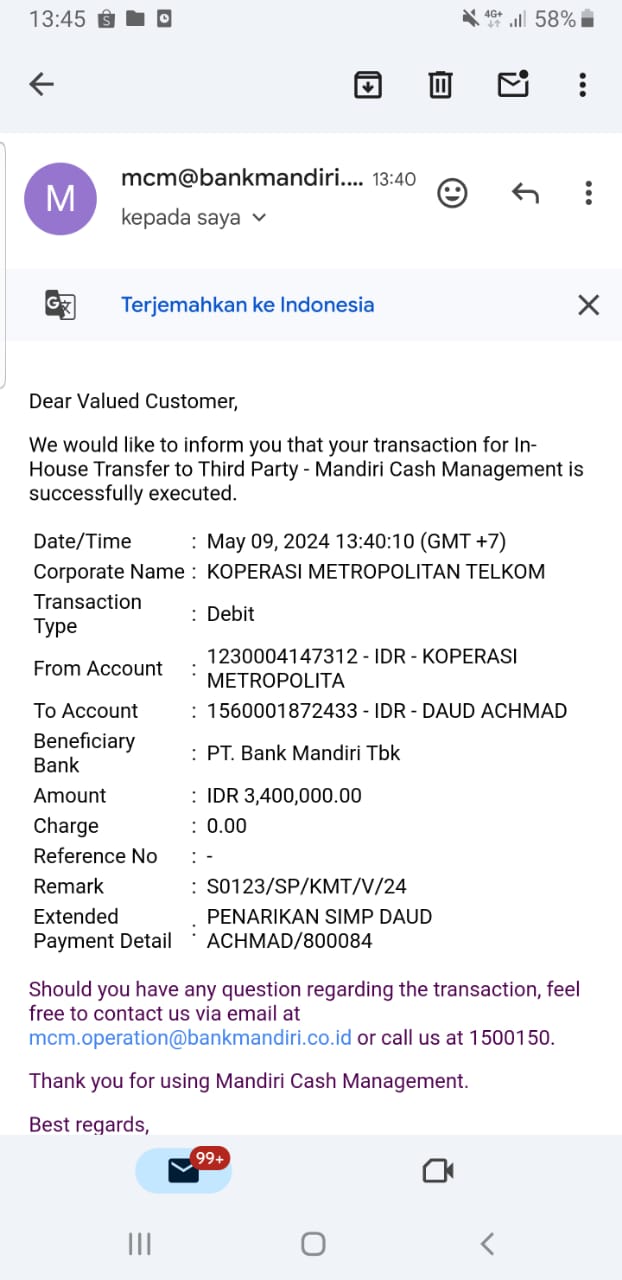 13:45 4G+ 58%
M
mcm@bankmandiri.... 13:40
kepada saya
Terjemahkan ke Indonesia
Dear Valued Customer,
We would like to inform you that your transaction for In-
House Transfer to Third Party - Mandiri Cash Management is
successfully executed.
Date/Time : May 09, 2024 13:40:10 (GMT +7)
Corporate Name : KOPERASI METROPOLITAN TELKOM
Transaction
Type : Debit
From Account : 1230004147312 - IDR - KOPERASI
METROPOLITA
To Account : 1560001872433 - IDR - DAUD ACHMAD
Beneficiary
Bank : PT. Bank Mandiri Tbk
Amount : IDR 3,400,000.00
Charge : 0.00
Reference No : -
Remark : S0123/SP/KMT/V/24
Extended
Payment Detail : PENARIKAN SIMP DAUD
ACHMAD/800084
Should you have any question regarding the transaction, feel
free to contact us via email at
mcm.operation@bankmandiri.co.id or call us at 1500150.
Thank you for using Mandiri Cash Management.
Best regards,
99+